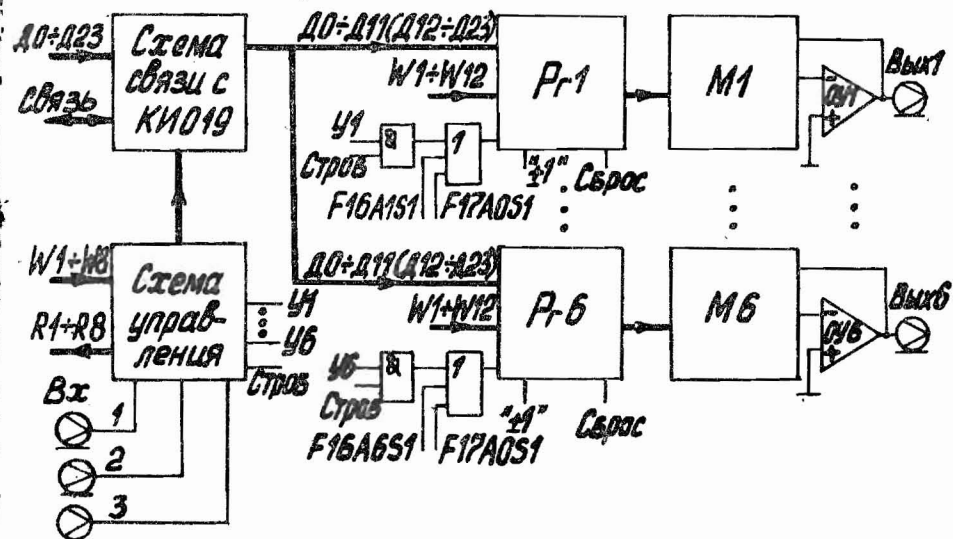 Д0÷Д23
Связь
Схема
связи с
КИ019
Д0÷Д11(Д12÷Д23)
W1÷W12
Рг1
М1
ОУ1
-
+
Вых1
У1
Строб
&
1
F16A1S1
F17A0S1
"±1"
Сброс
W1÷W8
R1÷R8
Схема
управ-
ления
У1
У6
Строб
Вх
1
2
3
Д0÷Д11(Д12÷Д23)
W1÷W12
Рг6
М6
ОУ6
-
+
Вых6
У6
Строб
&
1
F16A6S1
F17A0S1
"±1"
Сброс